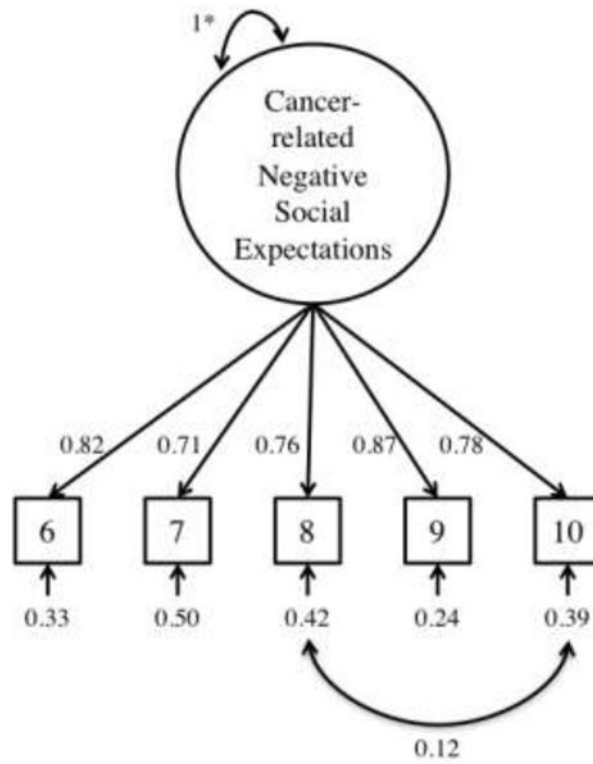 1*
Cancer-
related
Negative
Social
Expectations
0.82 0.71 0.76 0.87 0.78
6 7 8 9 10
0.33 0.50 0.42 0.24 0.39
0.12